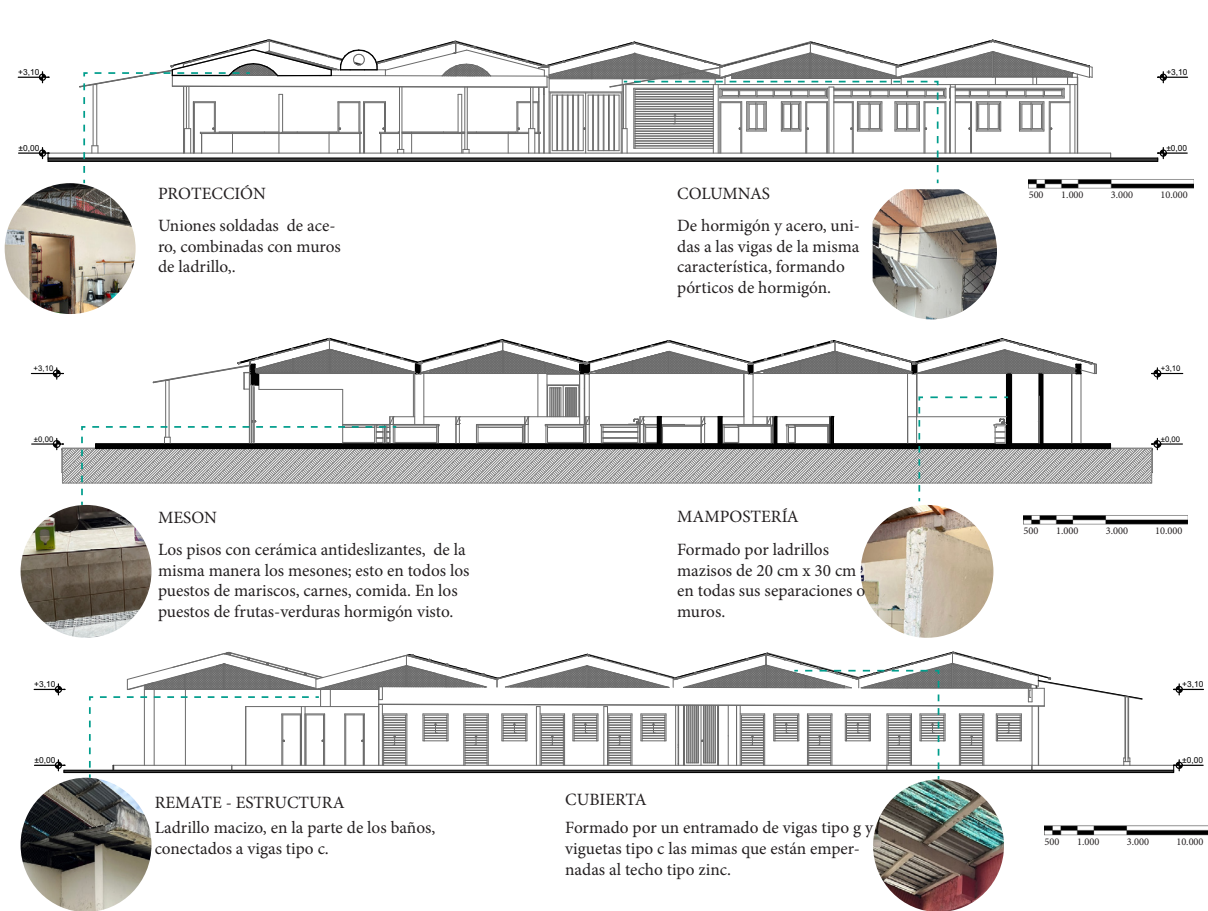 +3,10
+3,10
±0,00
±0,00
PROTECCIÓN
Uniones soldadas de ace-
ro, combinadas con muros
de ladrillo,.
COLUMNAS
De hormigón y acero, uni-
das a las vigas de la misma
característica, formando
pórticos de hormigón.
500 1.000 3.000 10.000
+3,10
+3,10
±0,00
±0,00
MESON
Los pisos con cerámica antideslizantes, de la
misma manera los mesones; esto en todos los
puestos de mariscos, carnes, comida. En los
puestos de frutas-verduras hormigón visto.
MAMPOSTERÍA
Formado por ladrillos
mazisos de 20 cm x 30 cm
en todas sus separaciones o
muros.
500 1.000 3.000 10.000
+3,10
+3,10
±0,00
±0,00
REMATE - ESTRUCTURA
Ladrillo macizo, en la parte de los baños,
conectados a vigas tipo c.
CUBIERTA
Formado por un entramado de vigas tipo g y
viguetas tipo c las mimas que están emper-
nadas al techo tipo zinc.
500 1.000 3.000 10.000